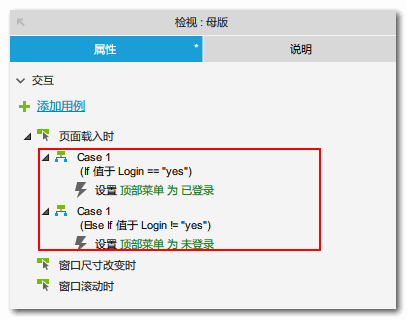 检视 : 母版
属性 * 说明
交互
添加用例
页面载入时
Case 1
(If 值于 Login == "yes")
设置 顶部菜单 为 已登录
Case 1
(Else If 值于 Login != "yes")
设置 顶部菜单 为 未登录
窗口尺寸改变时
窗口滚动时